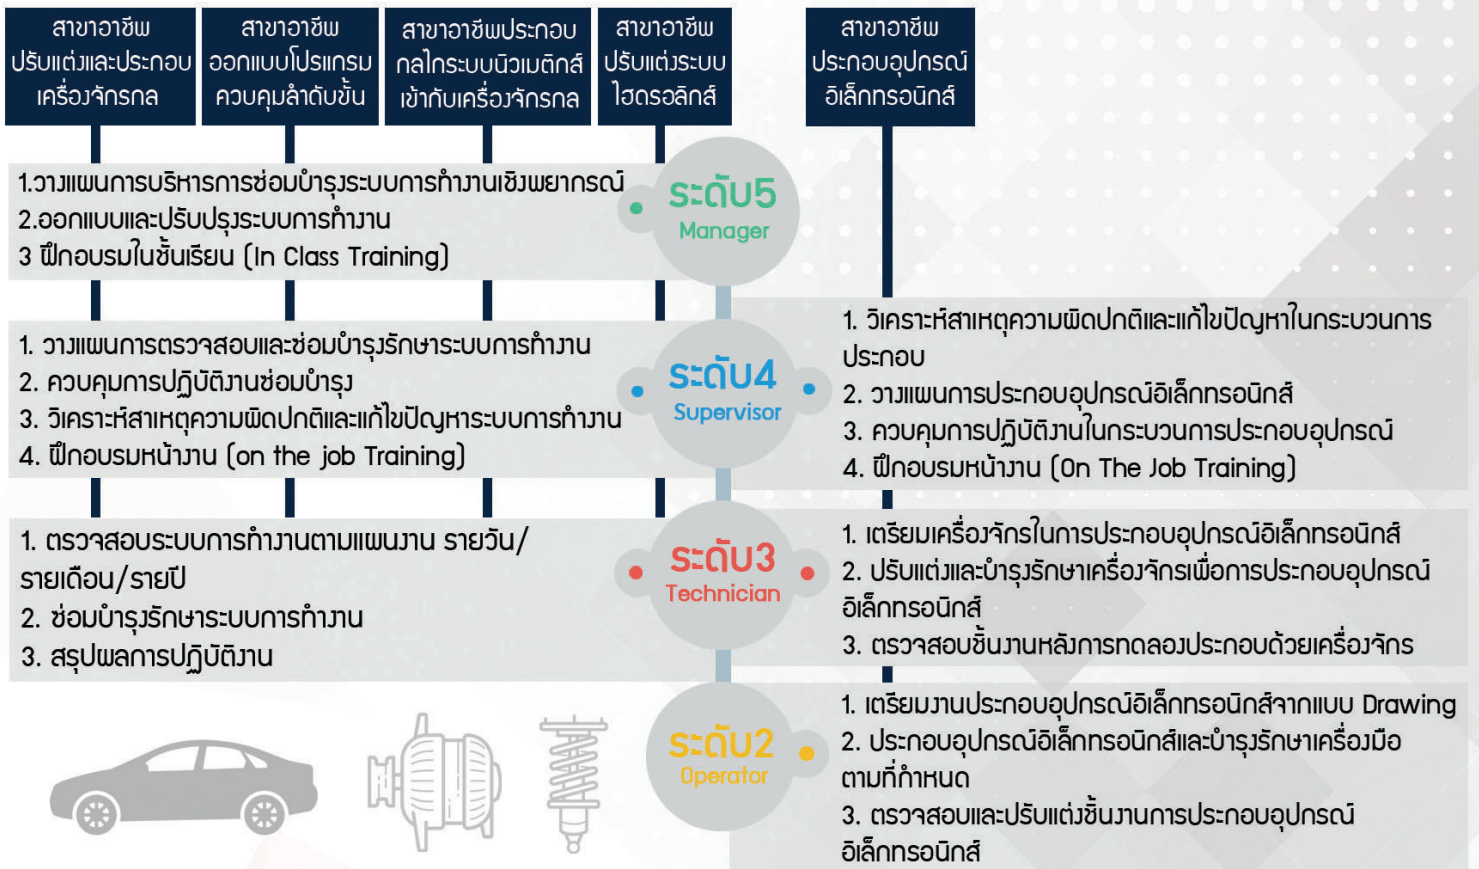 สาขาอาชีพ
ปรับแต่งและประกอบ
เครื่องจักรกล
สาขาอาชีพ
ออกแบบโปรแกรม
ควบคุมลำดับขั้น
สาขาอาชีพประกอบ
กลไกระบบนิวเมติกส์
เข้ากับเครื่องจักรกล
สาขาอาชีพ
ปรับแต่งระบบ
ไฮดรอลิกส์
สาขาอาชีพ
ประกอบอุปกรณ์
อิเล็กทรอนิกส์
1.วางแผนการบริหารการซ่อมบำรุงระบบการทำงานเชิงพยากรณ์
2.ออกแบบและปรับปรุงระบบการทำงาน
3 ฝึกอบรมในชั้นเรียน (In Class Training)
ระดับ5
Manager
1. วางแผนการตรวจสอบและซ่อมบำรุงรักษาระบบการทำงาน
2. ควบคุมการปฏิบัติงานซ่อมบำรุง
3. วิเคราะห์สาเหตุความผิดปกติและแก้ไขปัญหาระบบการทำงาน
4. ฝึกอบรมหน้างาน (on the job Training)
ระดับ4
Supervisor
1. วิเคราะห์สาเหตุความผิดปกติและแก้ไขปัญหาในกระบวนการ
ประกอบ
2. วางแผนการประกอบอุปกรณ์อิเล็กทรอนิกส์
3. ควบคุมการปฏิบัติงานในกระบวนการประกอบอุปกรณ์
4. ฝึกอบรมหน้างาน (On The Job Training)
1. ตรวจสอบระบบการทำงานตามแผนงาน รายวัน/
รายเดือน/รายปี
2. ซ่อมบำรุงรักษาระบบการทำงาน
3. สรุปผลการปฏิบัติงาน
ระดับ3
Technician
1. เตรียมเครื่องจักรในการประกอบอุปกรณ์อิเล็กทรอนิกส์
2. ปรับแต่งและบำรุงรักษาเครื่องจักรเพื่อการประกอบอุปกรณ์
อิเล็กทรอนิกส์
3. ตรวจสอบชิ้นงานหลังการทดลองประกอบด้วยเครื่องจักร
ระดับ2
Operator
1. เตรียมงานประกอบอุปกรณ์อิเล็กทรอนิกส์จากแบบ Drawing
2. ประกอบอุปกรณ์อิเล็กทรอนิกส์และบำรุงรักษาเครื่องมือ
ตามที่กำหนด
3. ตรวจสอบและปรับแต่งชิ้นงานการประกอบอุปกรณ์
อิเล็กทรอนิกส์